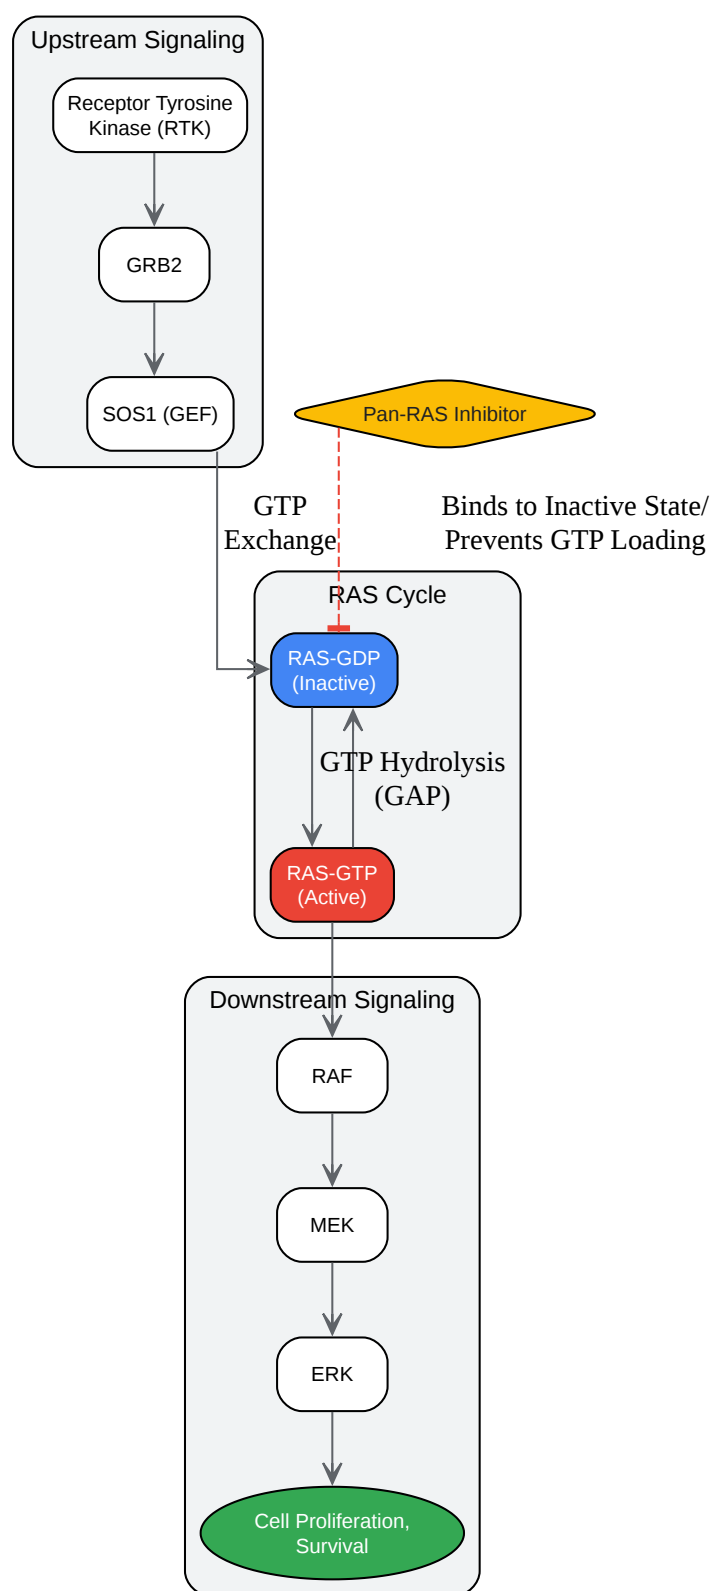 Upstream Signaling
Receptor Tyrosine
Kinase (RTK)
GRB2
SOS1 (GEF)
Pan-RAS Inhibitor
GTP
Exchange
Binds to Inactive State/
Prevents GTP Loading
RAS Cycle
RAS-GDP
(Inactive)
GTP Hydrolysis
(GAP)
RAS-GTP
(Active)
Downstream Signaling
RAF
MEK
ERK
Cell Proliferation,
Survival